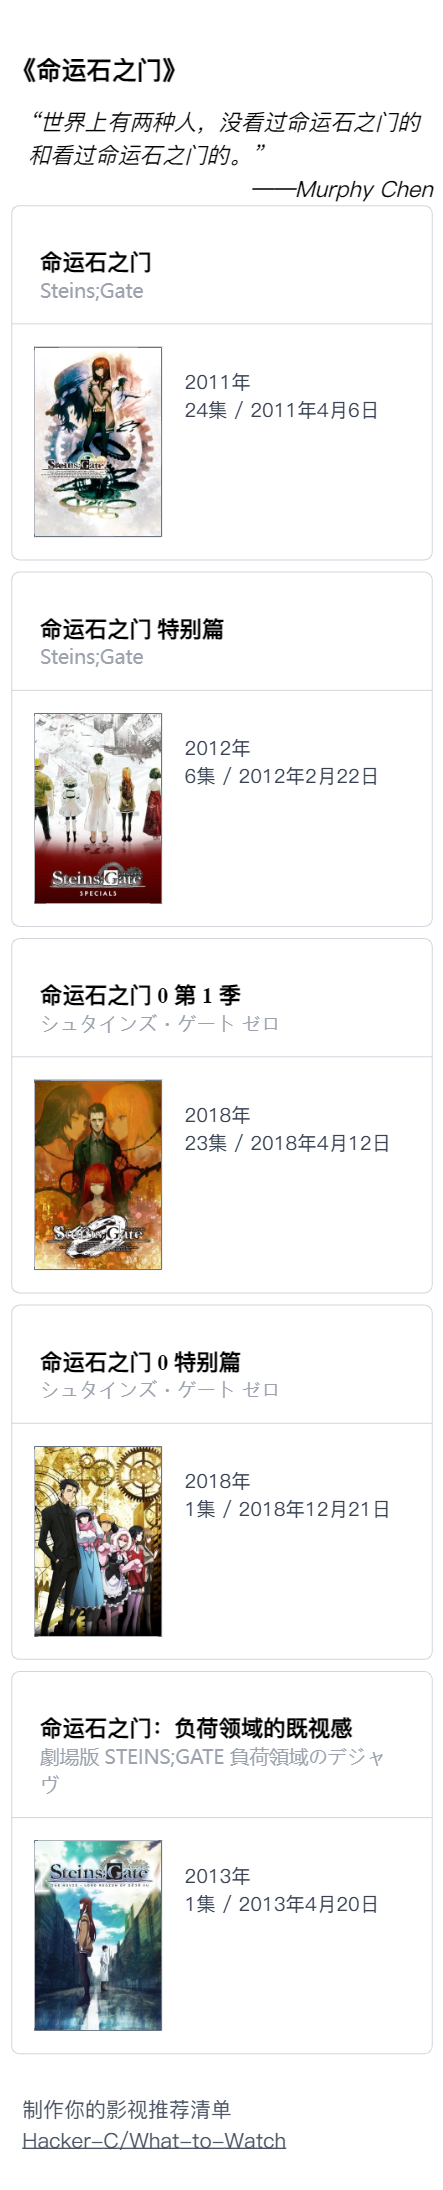 《命运石之门》
“世界上有两种人，没看过命运石之门的
和看过命运石之门的。”
——Murphy Chen
命运石之门
Steins;Gate
Steins;Gate
2011年
24集 / 2011年4月6日
命运石之门 特别篇
Steins;Gate
Steins;Gate
SPECIALS
2012年
6集 / 2012年2月22日
命运石之门 0 第 1 季
シュタインズ・ゲート ゼロ
Steins;Gate
0
2018年
23集 / 2018年4月12日
命运石之门 0 特别篇
シュタインズ・ゲート ゼロ
2018年
1集 / 2018年12月21日
命运石之门：负荷领域的既视感
劇場版 STEINS;GATE 負荷領域のデジャ
ヴ
Steins;Gate
THE MOVIE - LOAD REGION OF DEJA VU
2013年
1集 / 2013年4月20日
制作你的影视推荐清单
Hacker-C/What-to-Watch